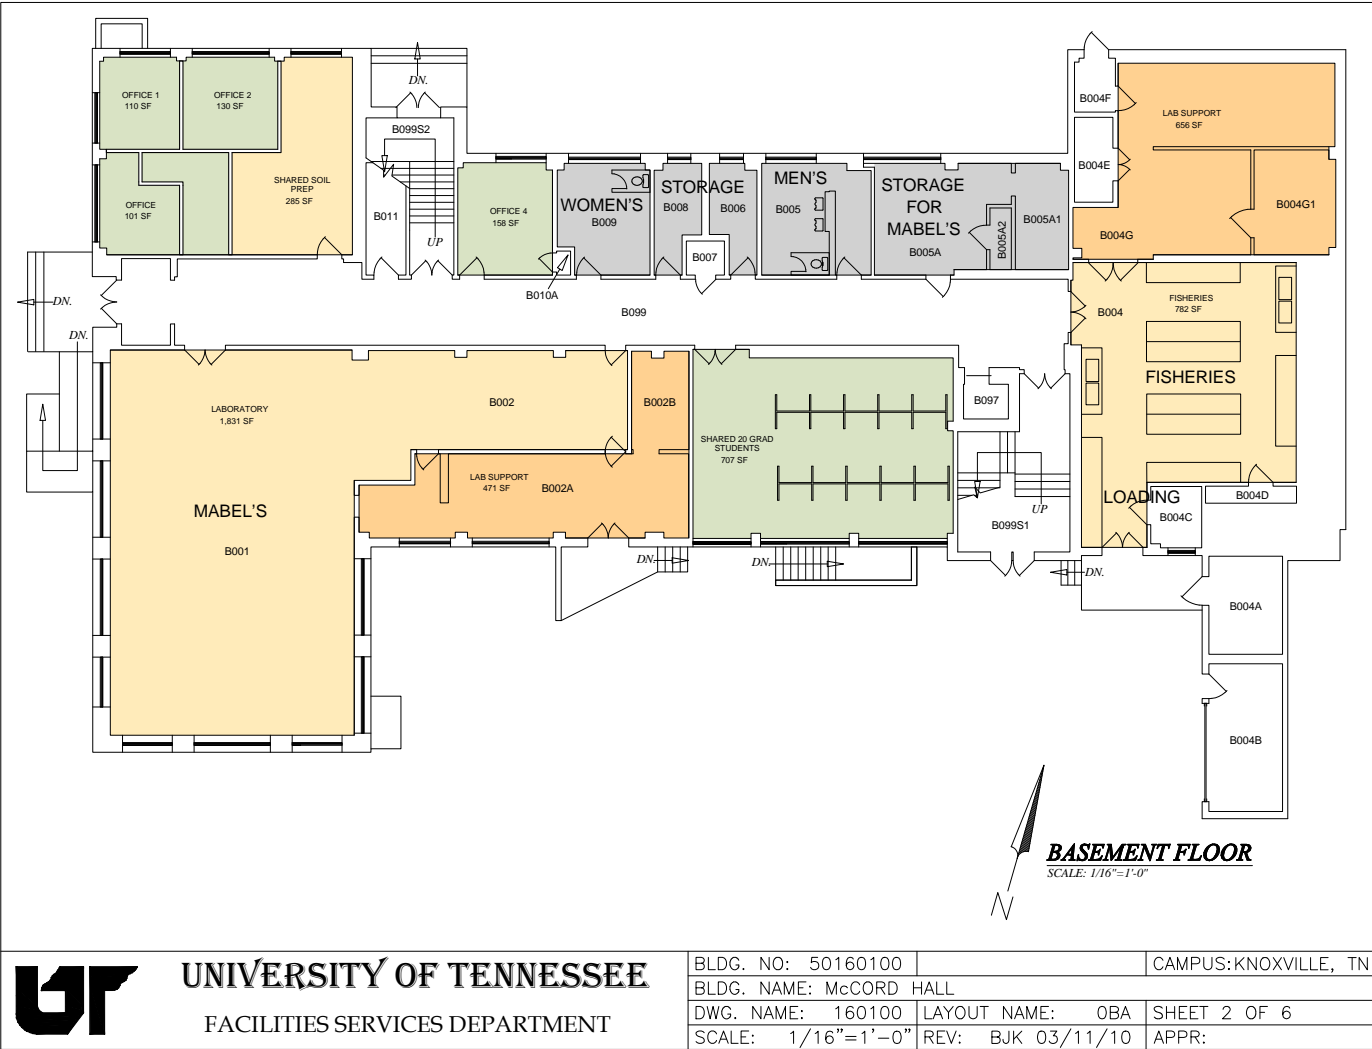 DN.
B099S2
B011
UP
OFFICE 1
110 SF
OFFICE 2
130 SF
OFFICE
101 SF
SHARED SOIL
PREP
285 SF
OFFICE 4
158 SF
B010A
WOMEN'S
B009
STORAGE
B008
B006
B007
MEN'S
B005
STORAGE
FOR
MABEL'S
B005A
B005A2
B005A1
B004F
B004E
LAB SUPPORT
656 SF
B004G
B004G1
DN.
DN.
B099
B004
FISHERIES
782 SF
FISHERIES
LABORATORY
1,831 SF
B002
B002B
LAB SUPPORT
471 SF
B002A
MABEL'S
B001
SHARED 20 GRAD
STUDENTS
707 SF
B097
UP
B099S1
LOADING
B004C
B004D
DN.
DN.
DN.
B004A
B004B
N
BASEMENT FLOOR
SCALE: 1/16"=1'-0"
UT
UNIVERSITY OF TENNESSEE
FACILITIES SERVICES DEPARTMENT
BLDG. NO: 50160100
CAMPUS:KNOXVILLE, TN
BLDG. NAME: McCORD HALL
DWG. NAME: 160100
LAYOUT NAME: 0BA
SHEET 2 OF 6
SCALE: 1/16"=1'-0"
REV: BJK 03/11/10
APPR: